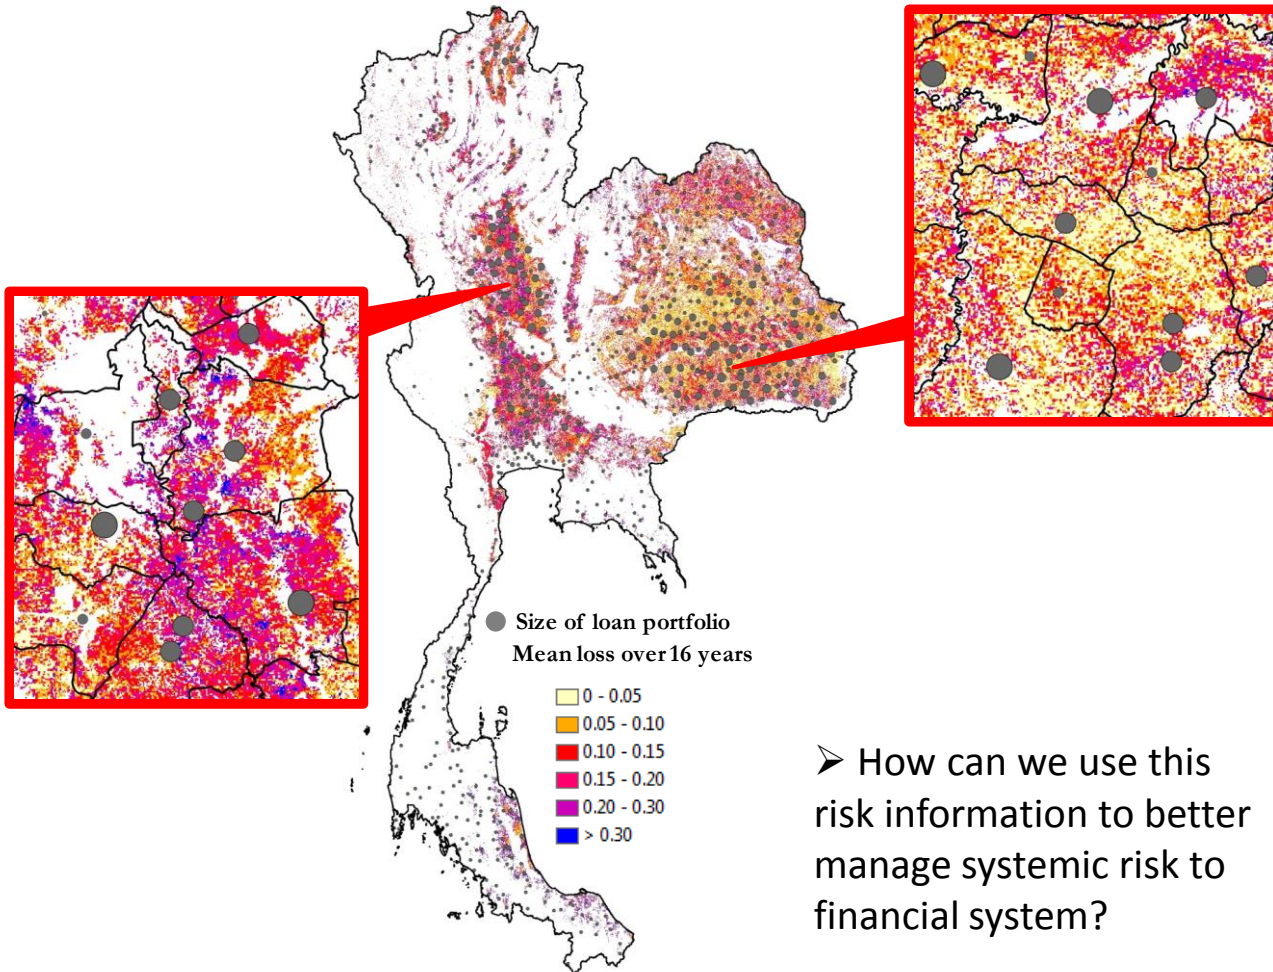 Size of loan portfolio
Mean loss over 16 years
0 - 0.05
0.05 - 0.10
0.10 - 0.15
0.15 - 0.20
0.20 - 0.30
> 0.30
➢ How can we use this
risk information to better
manage systemic risk to
financial system?